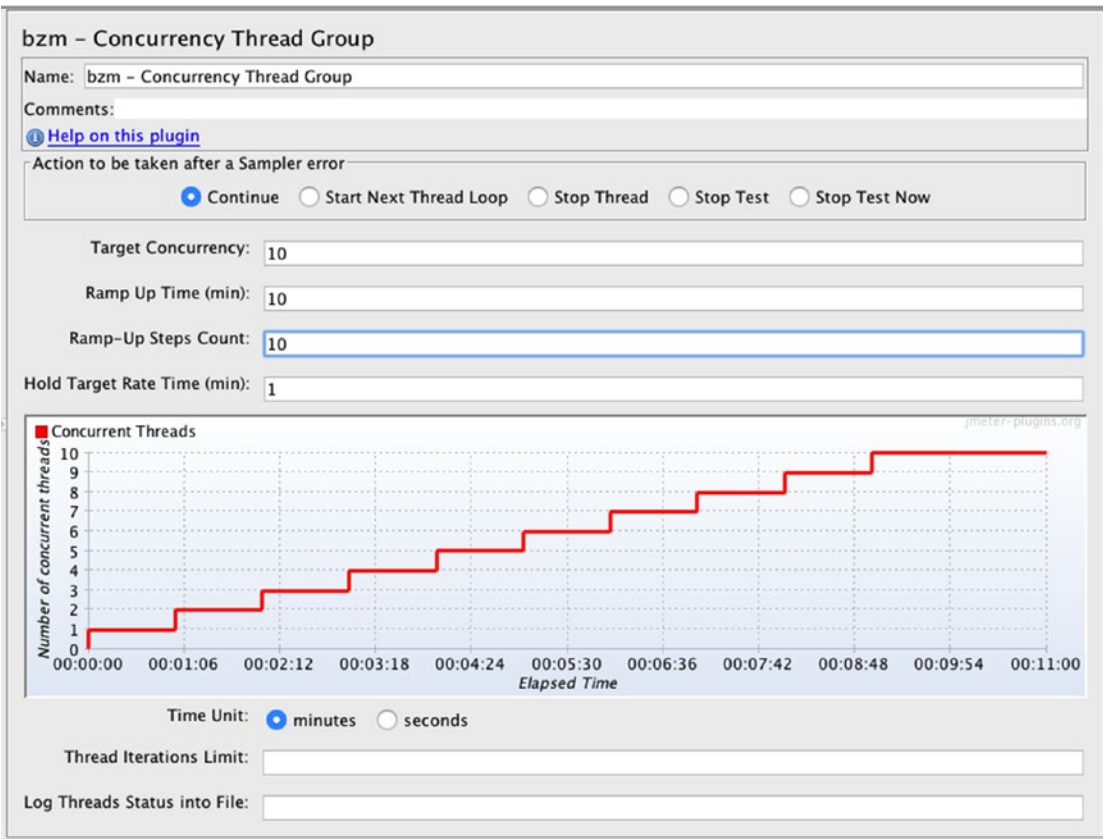 bzm – Concurrency Thread Group
Name: bzm – Concurrency Thread Group
Comments:
Help on this plugin
Action to be taken after a Sampler error
Continue Start Next Thread Loop Stop Thread Stop Test Stop Test Now
Target Concurrency: 10
Ramp Up Time (min): 10
Ramp-Up Steps Count: 10
Hold Target Rate Time (min): 1
Concurrent Threads
jmeter-plugins.org
Number of concurrent threads
10
9
8
7
6
5
4
3
2
1
0
00:00:00 00:01:06 00:02:12 00:03:18 00:04:24 00:05:30 00:06:36 00:07:42 00:08:48 00:09:54 00:11:00
Elapsed Time
Time Unit: minutes seconds
Thread Iterations Limit:
Log Threads Status into File: